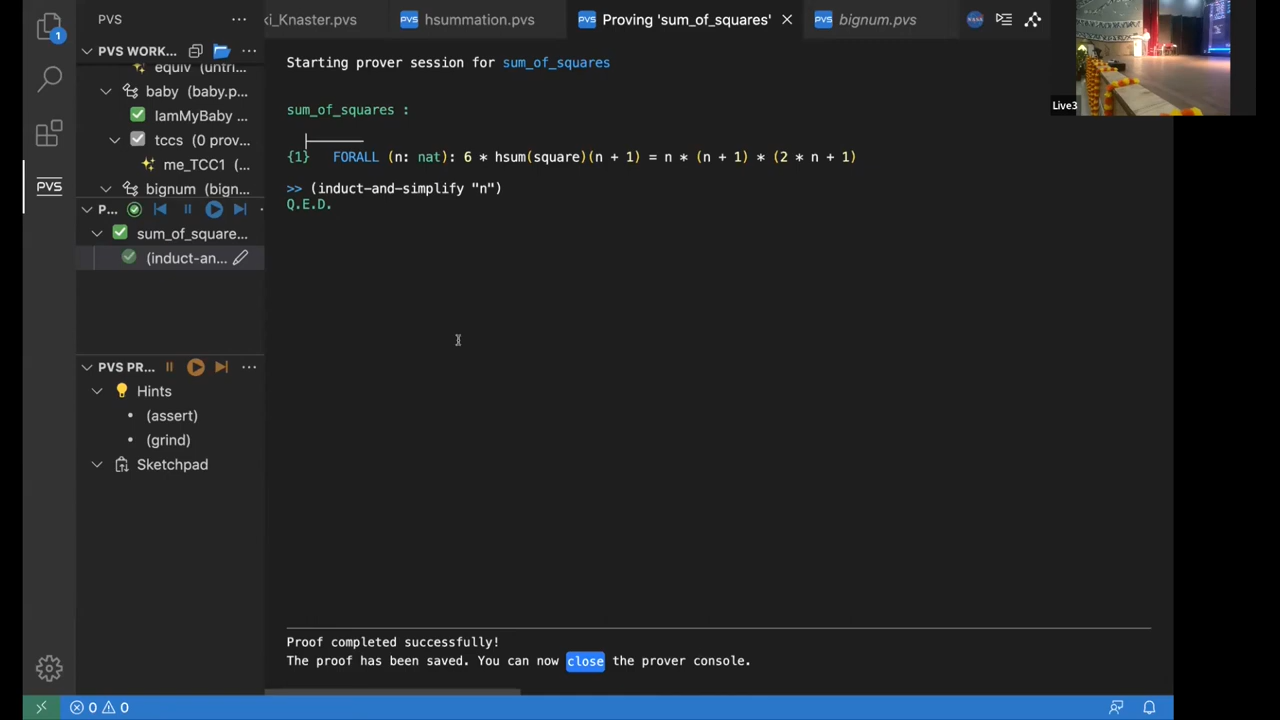 PVS
ki_Knaster.pvs
hsummation.pvs
Proving 'sum_of_squares'
bignum.pvs
1
PVS WORK...
equiv (untri...
baby (baby.p...
IamMyBaby
tccs (0 prov...
me_TCC1 (...
bignum (bign...
P...
sum_of_square...
(induct-an...
PVS PR...
Hints
(assert)
(grind)
Sketchpad
PVS
Starting prover session for sum_of_squares
sum_of_squares :
{1} FORALL (n: nat): 6 * hsum(square)(n + 1) = n * (n + 1) * (2 * n + 1)
>> (induct-and-simplify "n")
Q.E.D.
Proof completed successfully!
The proof has been saved. You can now close the prover console.
Live3
0 0